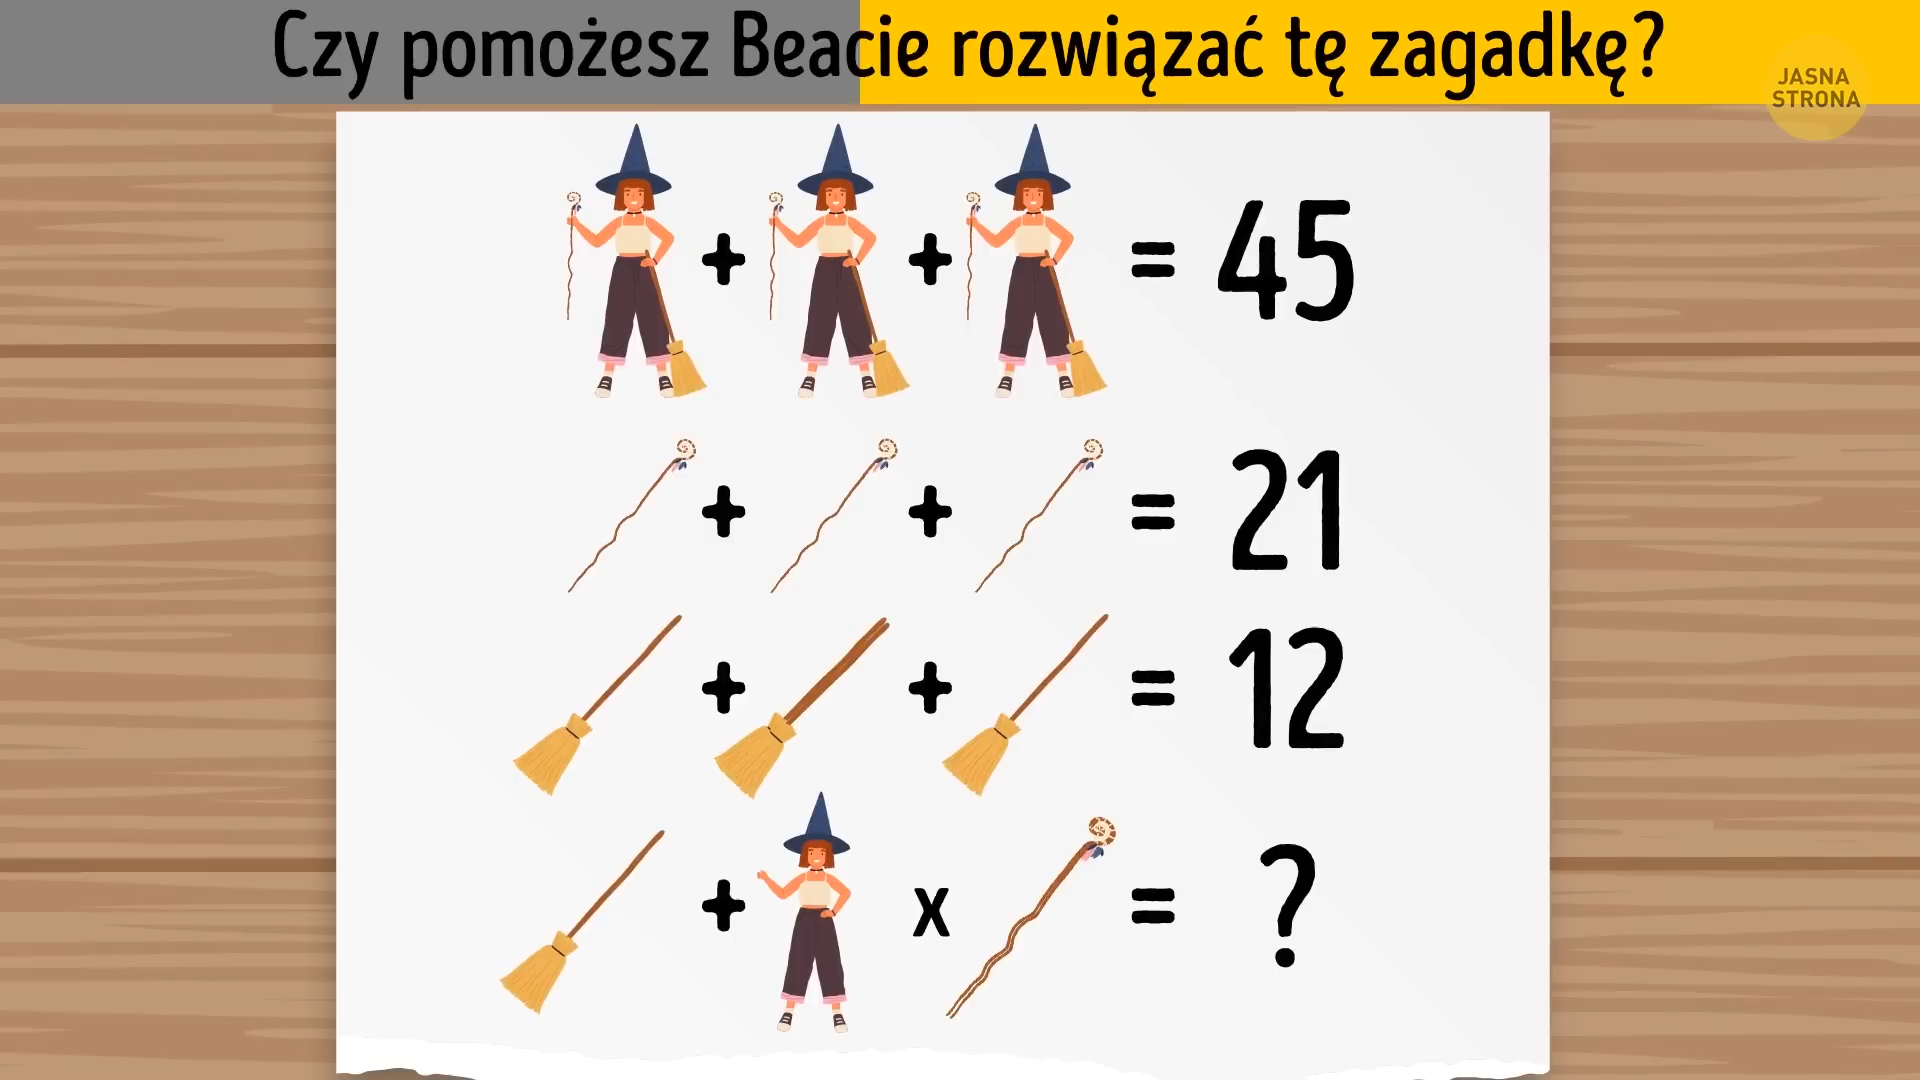 Czy pomożesz Beacie rozwiązać tę zagadkę?
JASNA
STRONA
+ + = 45
+ + = 21
+ + = 12
+ x = ?